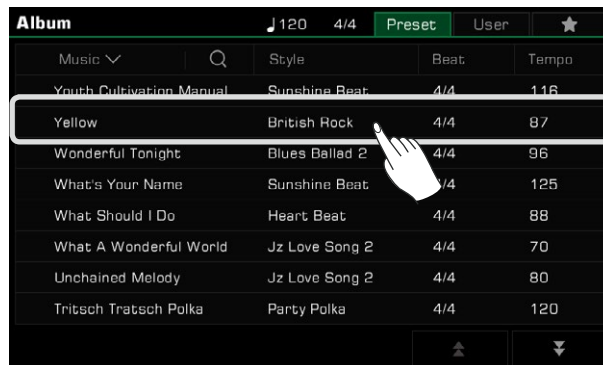 Album ♩120 4/4 Preset User ★
Music Style Beat Tempo
Youth Cultivation Manual Sunshine Beat 4/4 116
Yellow British Rock 4/4 87
Wonderful Tonight Blues Ballad 2 4/4 96
What's Your Name Sunshine Beat 4/4 125
What Should I Do Heart Beat 4/4 88
What A Wonderful World Jz Love Song 2 4/4 70
Unchained Melody Jz Love Song 2 4/4 80
Tritsch Tratsch Polka Party Polka 4/4 120